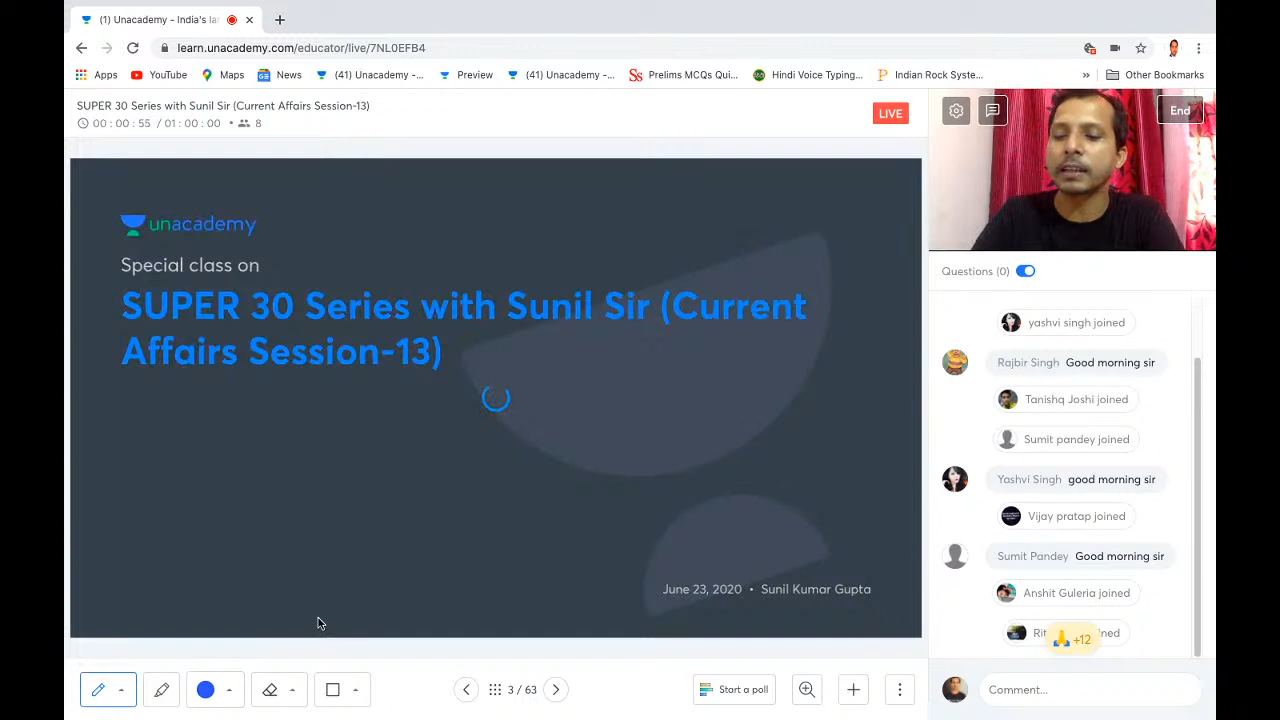 (1) Unacademy - India's la
learn.unacademy.com/educator/live/7NL0EFB4
Apps
YouTube
Maps
News
(41) Unacademy -...
Preview
(41) Unacademy -...
Ss
Prelims MCQs Qui...
Hindi Voice Typing...
P
Indian Rock Syste...
»
Other Bookmarks
SUPER 30 Series with Sunil Sir (Current Affairs Session-13)
00 : 00 : 55 / 01 : 00 : 00 • 8
LIVE
End
unacademy
Special class on
SUPER 30 Series with Sunil Sir (Current
Affairs Session-13)
June 23, 2020 • Sunil Kumar Gupta
Questions (0)
yashvi singh joined
Rajbir Singh Good morning sir
Tanishq Joshi joined
Sumit pandey joined
Yashvi Singh good morning sir
Vijay pratap joined
Sumit Pandey Good morning sir
Anshit Guleria joined
+12
3 / 63
Start a poll
Comment...